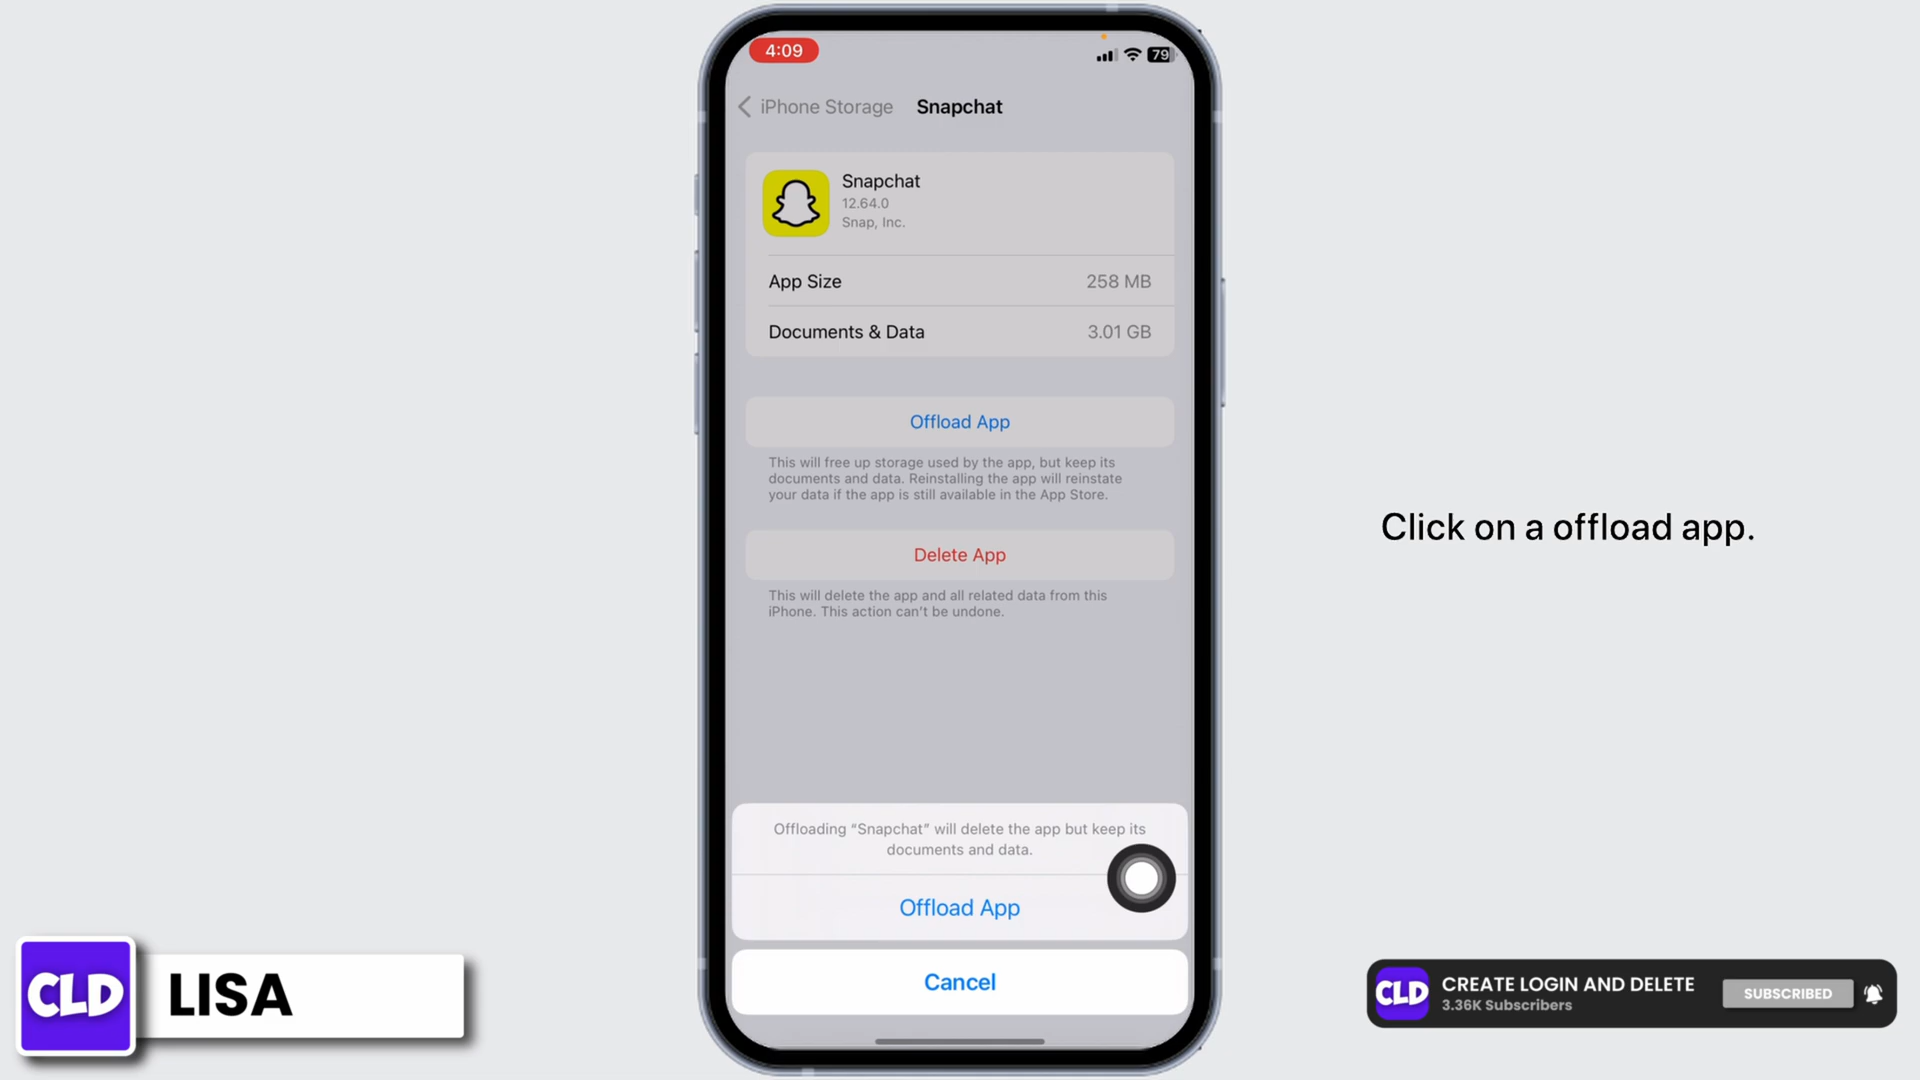 4:09
79
iPhone Storage
Snapchat
Snapchat
12.64.0
Snap, Inc.
App Size
258 MB
Documents & Data
3.01 GB
Offload App
This will free up storage used by the app, but keep its
documents and data. Reinstalling the app will reinstate
your data if the app is still available in the App Store.
Delete App
This will delete the app and all related data from this
iPhone. This action can't be undone.
Click on a offload app.
Offloading “Snapchat” will delete the app but keep its
documents and data.
Offload App
Cancel
CLD
LISA
CLD
CREATE LOGIN AND DELETE
3.36K Subscribers
SUBSCRIBED